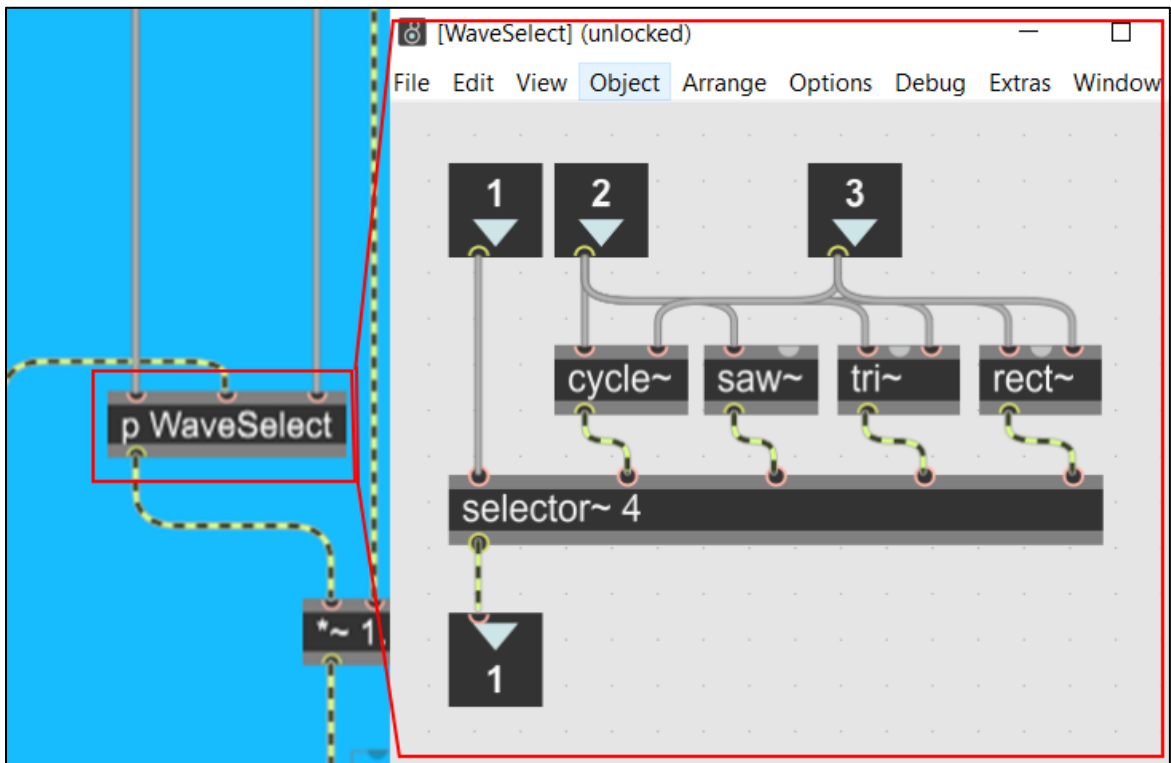 [WaveSelect] (unlocked)
File Edit View Object Arrange Options Debug Extras Window
1 2 3
cycle~ saw~ tri~ rect~
p WaveSelect
selector~ 4
*~ 1.
1